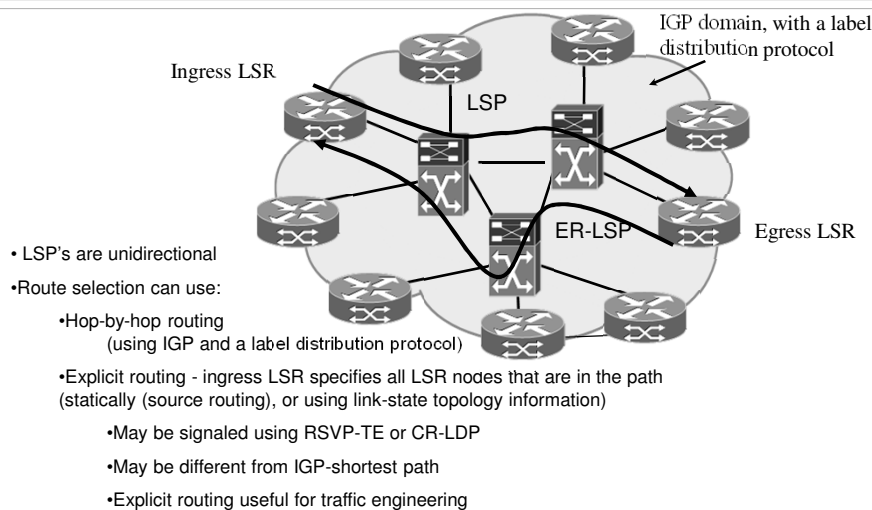 IGP domain, with a label
distribution protocol
Ingress LSR
LSP
ER-LSP
Egress LSR
• LSP's are unidirectional
•Route selection can use:
•Hop-by-hop routing
(using IGP and a label distribution protocol)
•Explicit routing - ingress LSR specifies all LSR nodes that are in the path
(statically (source routing), or using link-state topology information)
•May be signaled using RSVP-TE or CR-LDP
•May be different from IGP-shortest path
•Explicit routing useful for traffic engineering